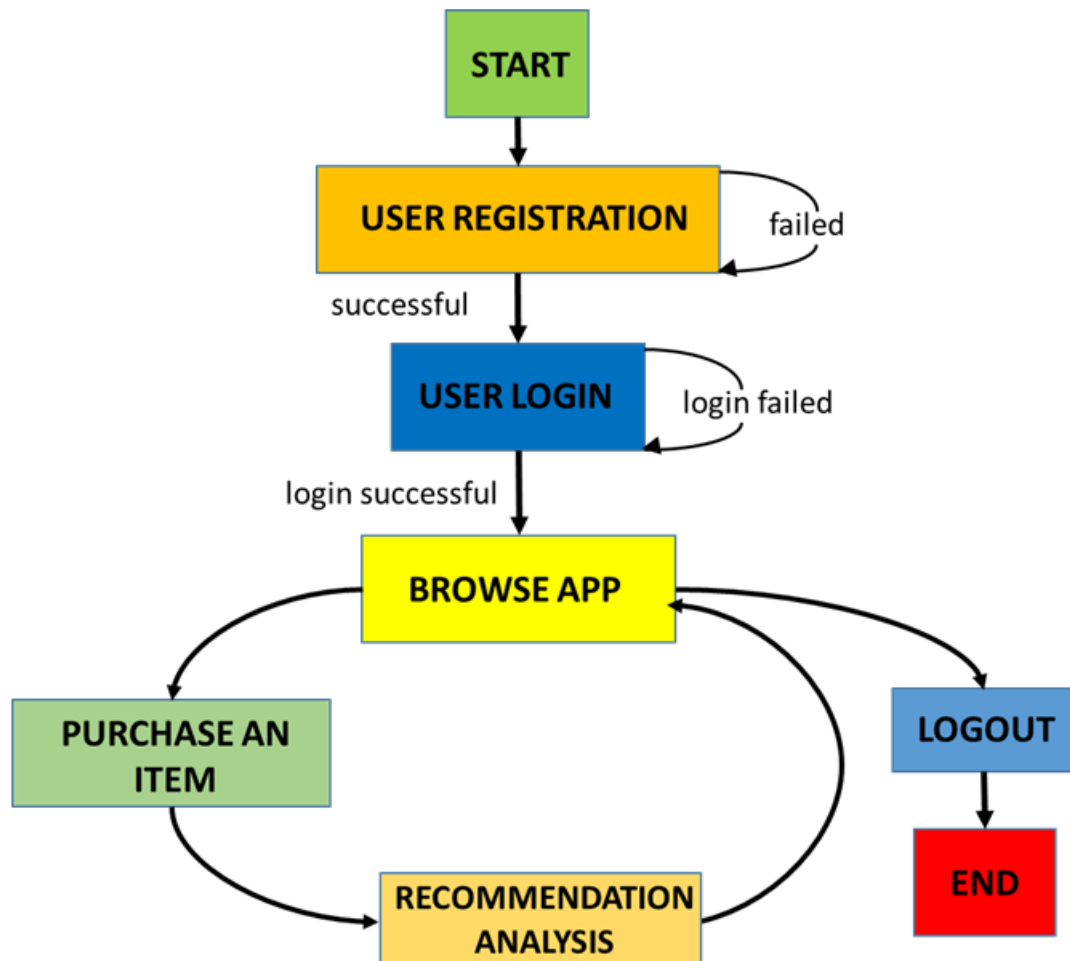 START
USER REGISTRATION
failed
successful
USER LOGIN
login failed
login successful
BROWSE APP
PURCHASE AN
ITEM
LOGOUT
RECOMMENDATION
ANALYSIS
END